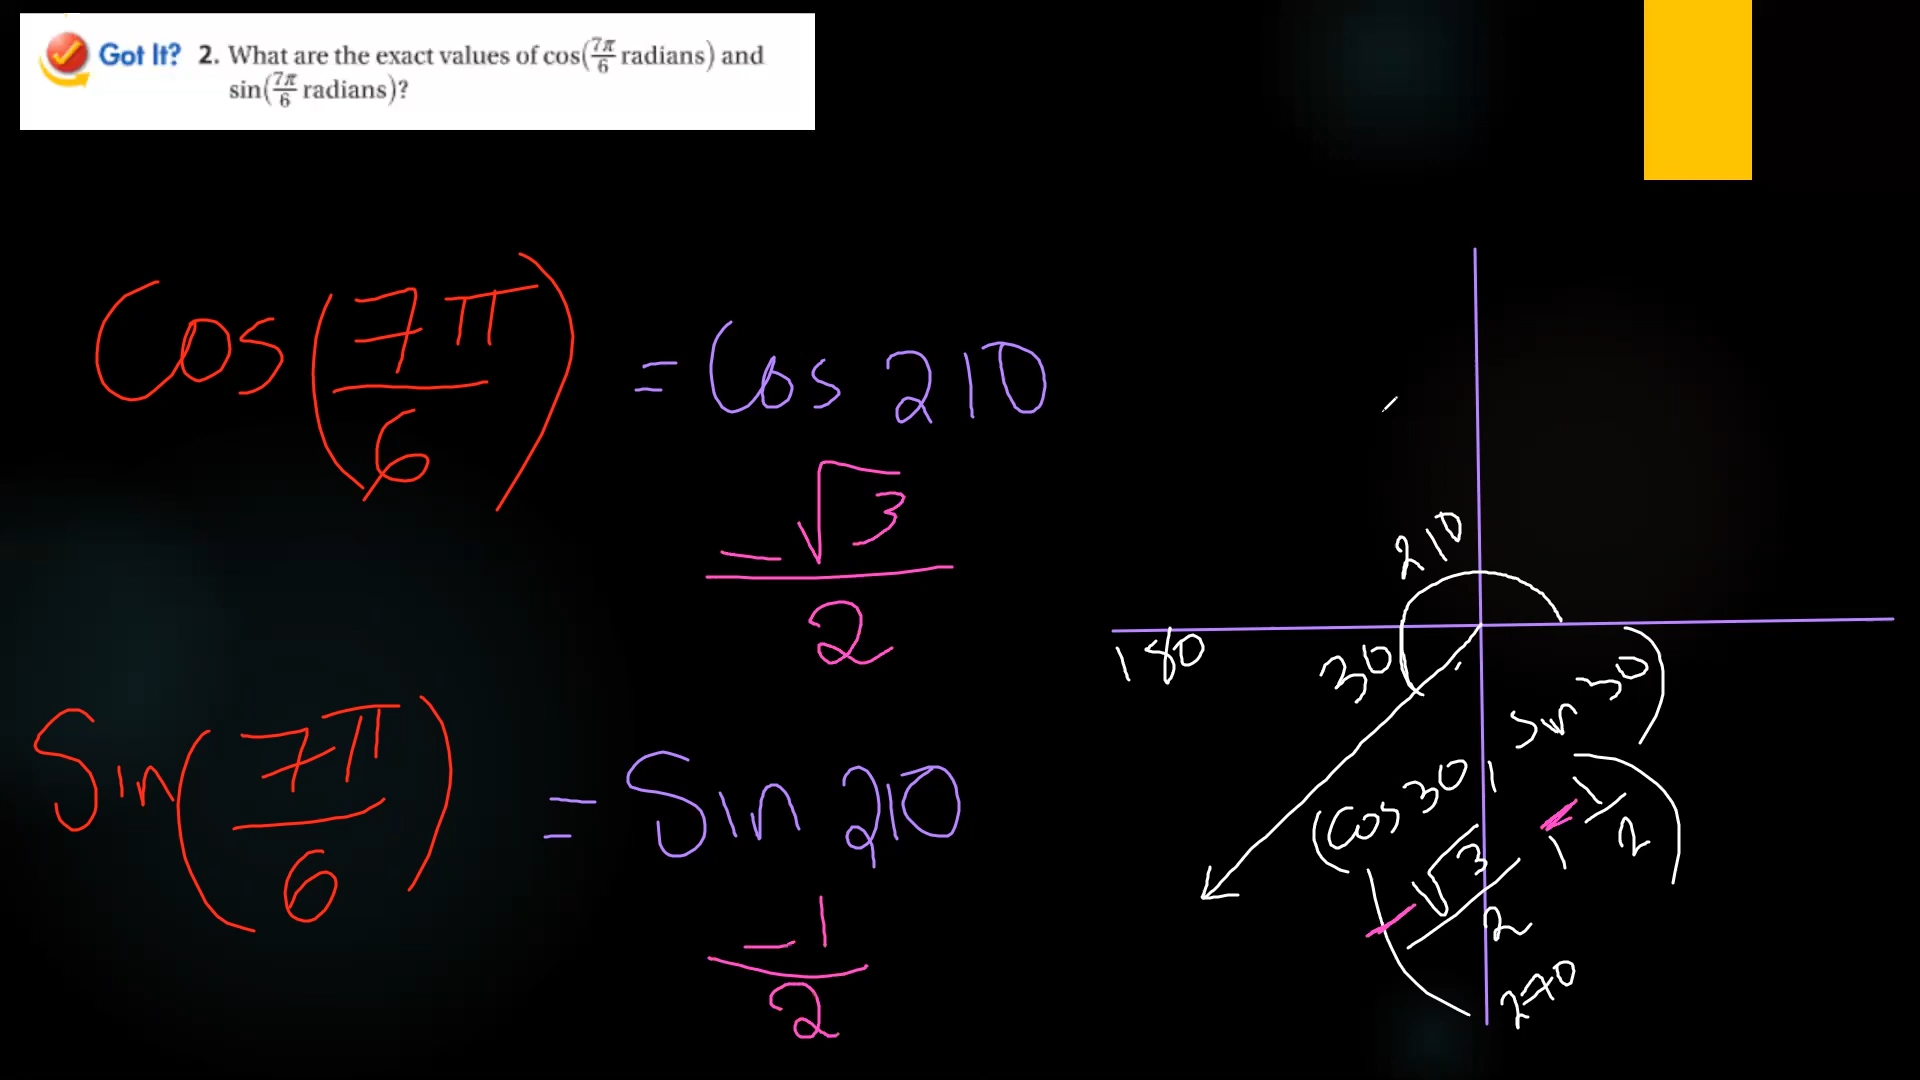 Got It? 2. What are the exact values of cos(7π/6 radians) and
sin(7π/6 radians)?
Cos(7π/6) = Cos 210
-√3/2
Sin(7π/6) = Sin 210
-1/2
210
180
30
(Cos 30, Sin 30)
(-√3/2, -1/2)
270